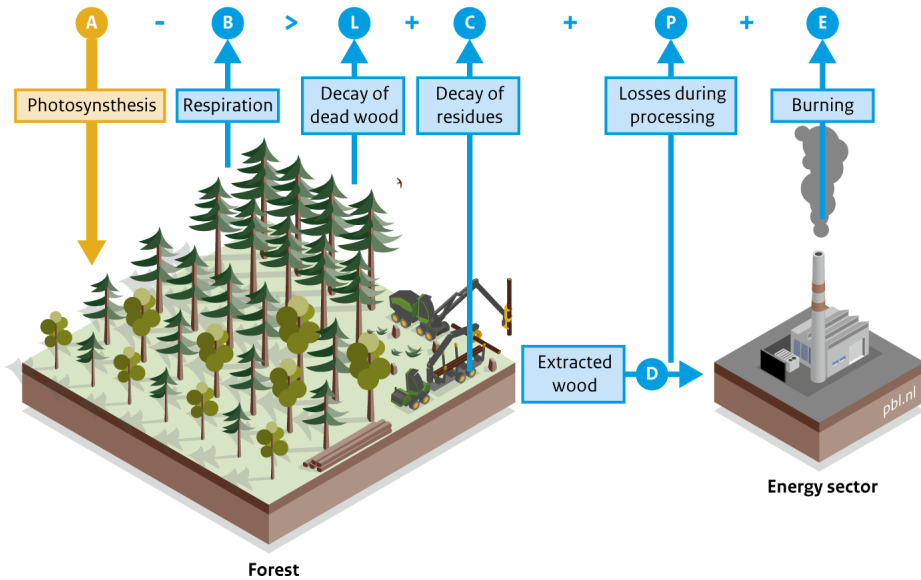 A - B > L + C + P + E
Photosynsthesis
Respiration
Decay of
dead wood
Decay of
residues
Losses during
processing
Burning
Extracted
wood
D
pbl.nl
Energy sector
Forest